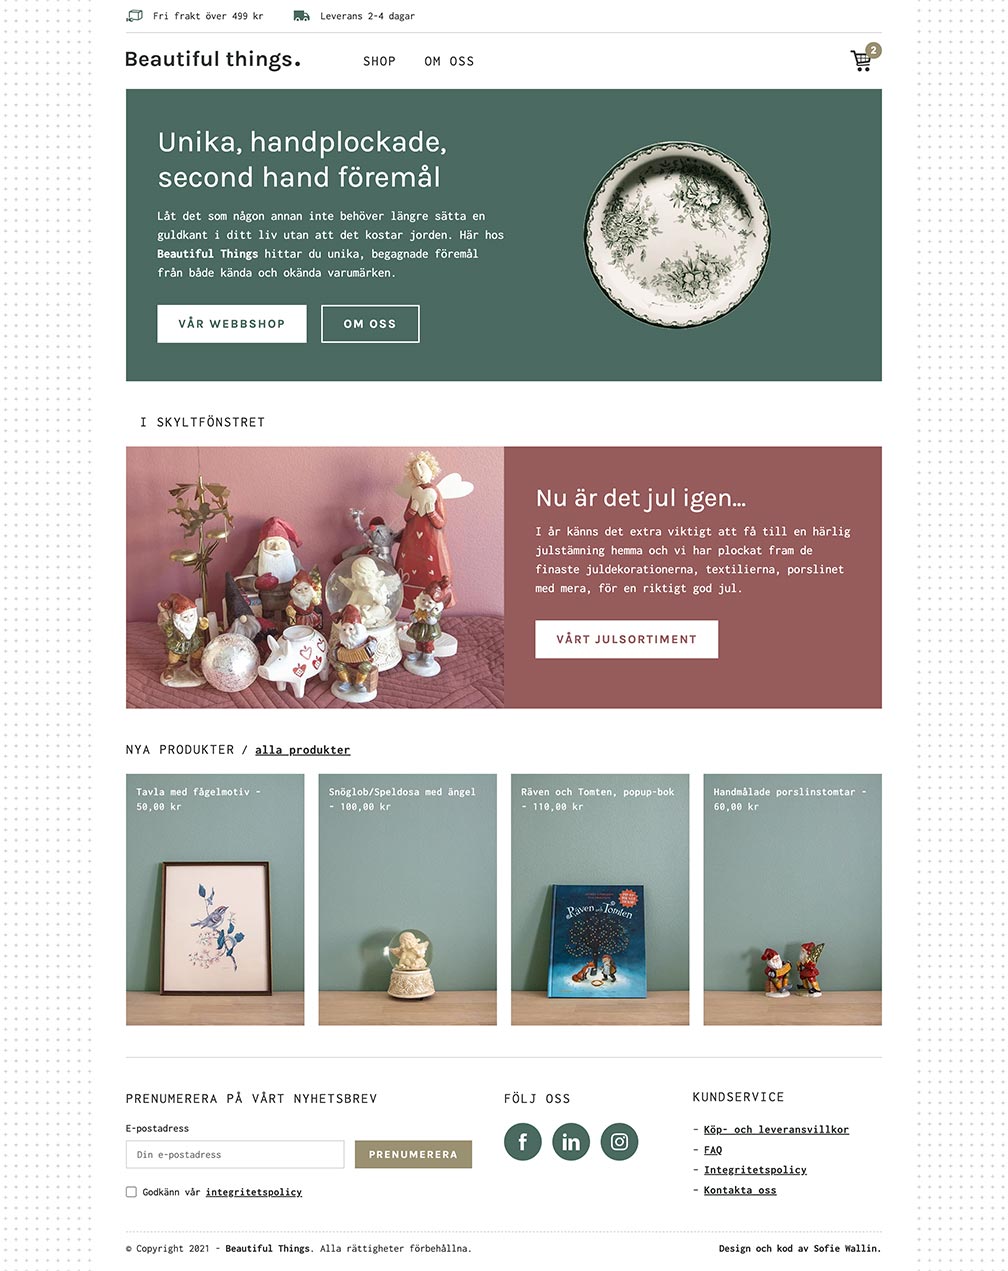 Fri frakt över 499 kr
Leverans 2-4 dagar
Beautiful things.
SHOP
OM OSS
2
Unika, handplockade,
second hand föremål
Låt det som någon annan inte behöver längre sätta en
guldkant i ditt liv utan att det kostar jorden. Här hos
Beautiful Things hittar du unika, begagnade föremål
från både kända och okända varumärken.
VÅR WEBBSHOP
OM OSS
I SKYLTFÖNSTRET
Nu är det jul igen…
I år känns det extra viktigt att få till en härlig
julstämning hemma och vi har plockat fram de
finaste juldekorationerna, textilierna, porslinet
med mera, för en riktigt god jul.
VÅRT JULSORTIMENT
NYA PRODUKTER / alla produkter
Tavla med fågelmotiv –
50,00 kr
Snöglob/Speldosa med ängel
– 100,00 kr
Räven och Tomten, popup-bok
– 110,00 kr
Handmålade porslinstomtar –
60,00 kr
Räven och Tomten
PRENUMERERA PÅ VÅRT NYHETSBREV
E-postadress
Din e-postadress
PRENUMERERA
Godkänn vår integritetspolicy
FÖLJ OSS
f
in
KUNDSERVICE
– Köp- och leveransvillkor
– FAQ
– Integritetspolicy
– Kontakta oss
© Copyright 2021 – Beautiful Things. Alla rättigheter förbehållna.
Design och kod av Sofie Wallin.